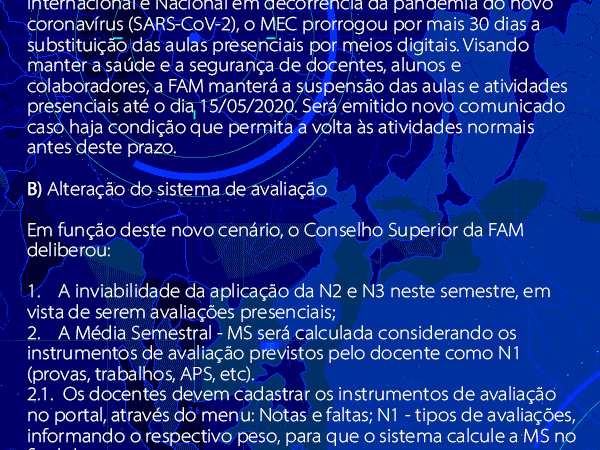 Internacional e Nacional em decorrência da pandemia do novo
coronavírus (SARS-CoV-2), o MEC prorrogou por mais 30 dias a
substituição das aulas presenciais por meios digitais. Visando
manter a saúde e a segurança de docentes, alunos e
colaboradores, a FAM manterá a suspensão das aulas e atividades
presenciais até o dia 15/05/2020. Será emitido novo comunicado
caso haja condição que permita a volta às atividades normais
antes deste prazo.
B) Alteração do sistema de avaliação
Em função deste novo cenário, o Conselho Superior da FAM
deliberou:
1. A inviabilidade da aplicação da N2 e N3 neste semestre, em
vista de serem avaliações presenciais;
2. A Média Semestral - MS será calculada considerando os
instrumentos de avaliação previstos pelo docente como N1
(provas, trabalhos, APS, etc).
2.1. Os docentes devem cadastrar os instrumentos de avaliação
no portal, através do menu: Notas e faltas; N1 - tipos de avaliações,
informando o respectivo peso, para que o sistema calcule a MS no